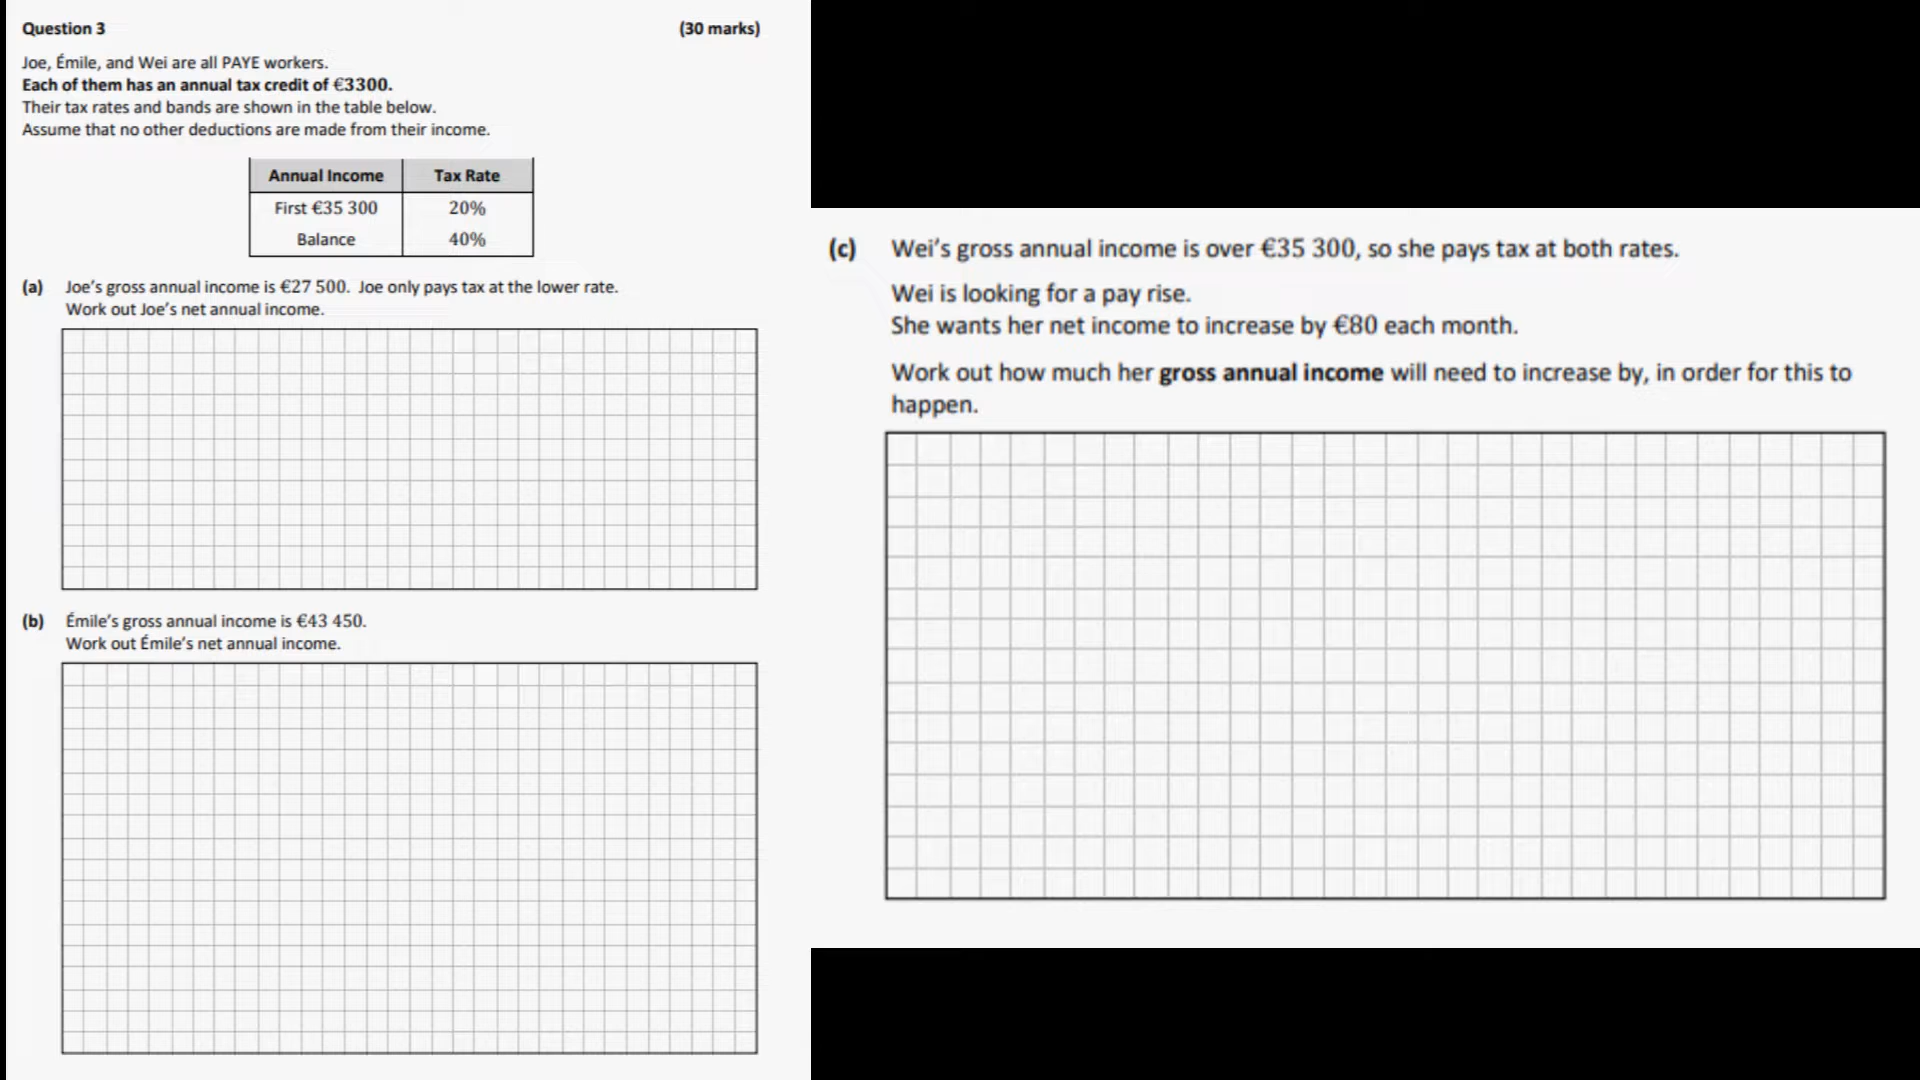 Question 3 (30 marks)
Joe, Émile, and Wei are all PAYE workers.
Each of them has an annual tax credit of €3300.
Their tax rates and bands are shown in the table below.
Assume that no other deductions are made from their income.
Annual Income Tax Rate
First €35 300 20%
Balance 40%
(a) Joe's gross annual income is €27 500. Joe only pays tax at the lower rate.
Work out Joe's net annual income.
(b) Émile's gross annual income is €43 450.
Work out Émile's net annual income.
(c) Wei's gross annual income is over €35 300, so she pays tax at both rates.
Wei is looking for a pay rise.
She wants her net income to increase by €80 each month.
Work out how much her gross annual income will need to increase by, in order for this to
happen.